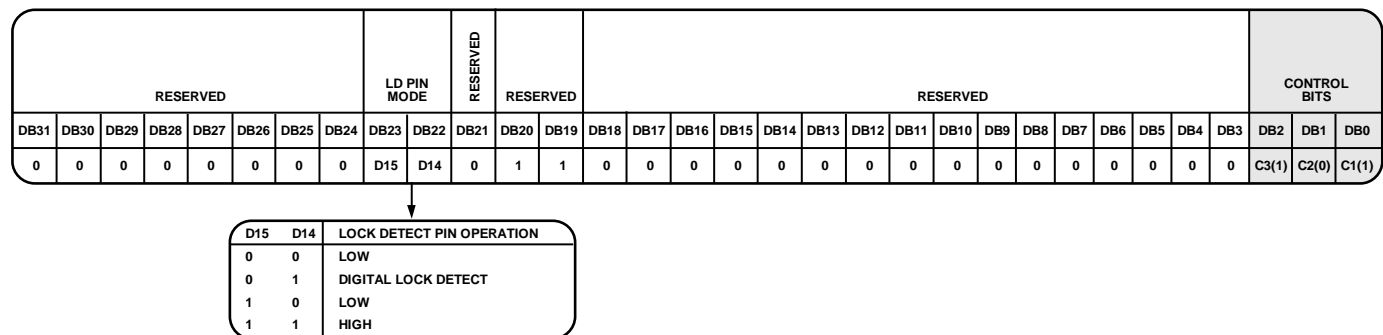 RESERVED LD PIN MODE RESERVED RESERVED RESERVED CONTROL BITS
DB31 DB30 DB29 DB28 DB27 DB26 DB25 DB24 DB23 DB22 DB21 DB20 DB19 DB18 DB17 DB16 DB15 DB14 DB13 DB12 DB11 DB10 DB9 DB8 DB7 DB6 DB5 DB4 DB3 DB2 DB1 DB0
0 0 0 0 0 0 0 0 D15 D14 0 1 1 0 0 0 0 0 0 0 0 0 0 0 0 0 0 0 0 C3(1) C2(0) C1(1)
D15 D14 LOCK DETECT PIN OPERATION
0 0 LOW
0 1 DIGITAL LOCK DETECT
1 0 LOW
1 1 HIGH